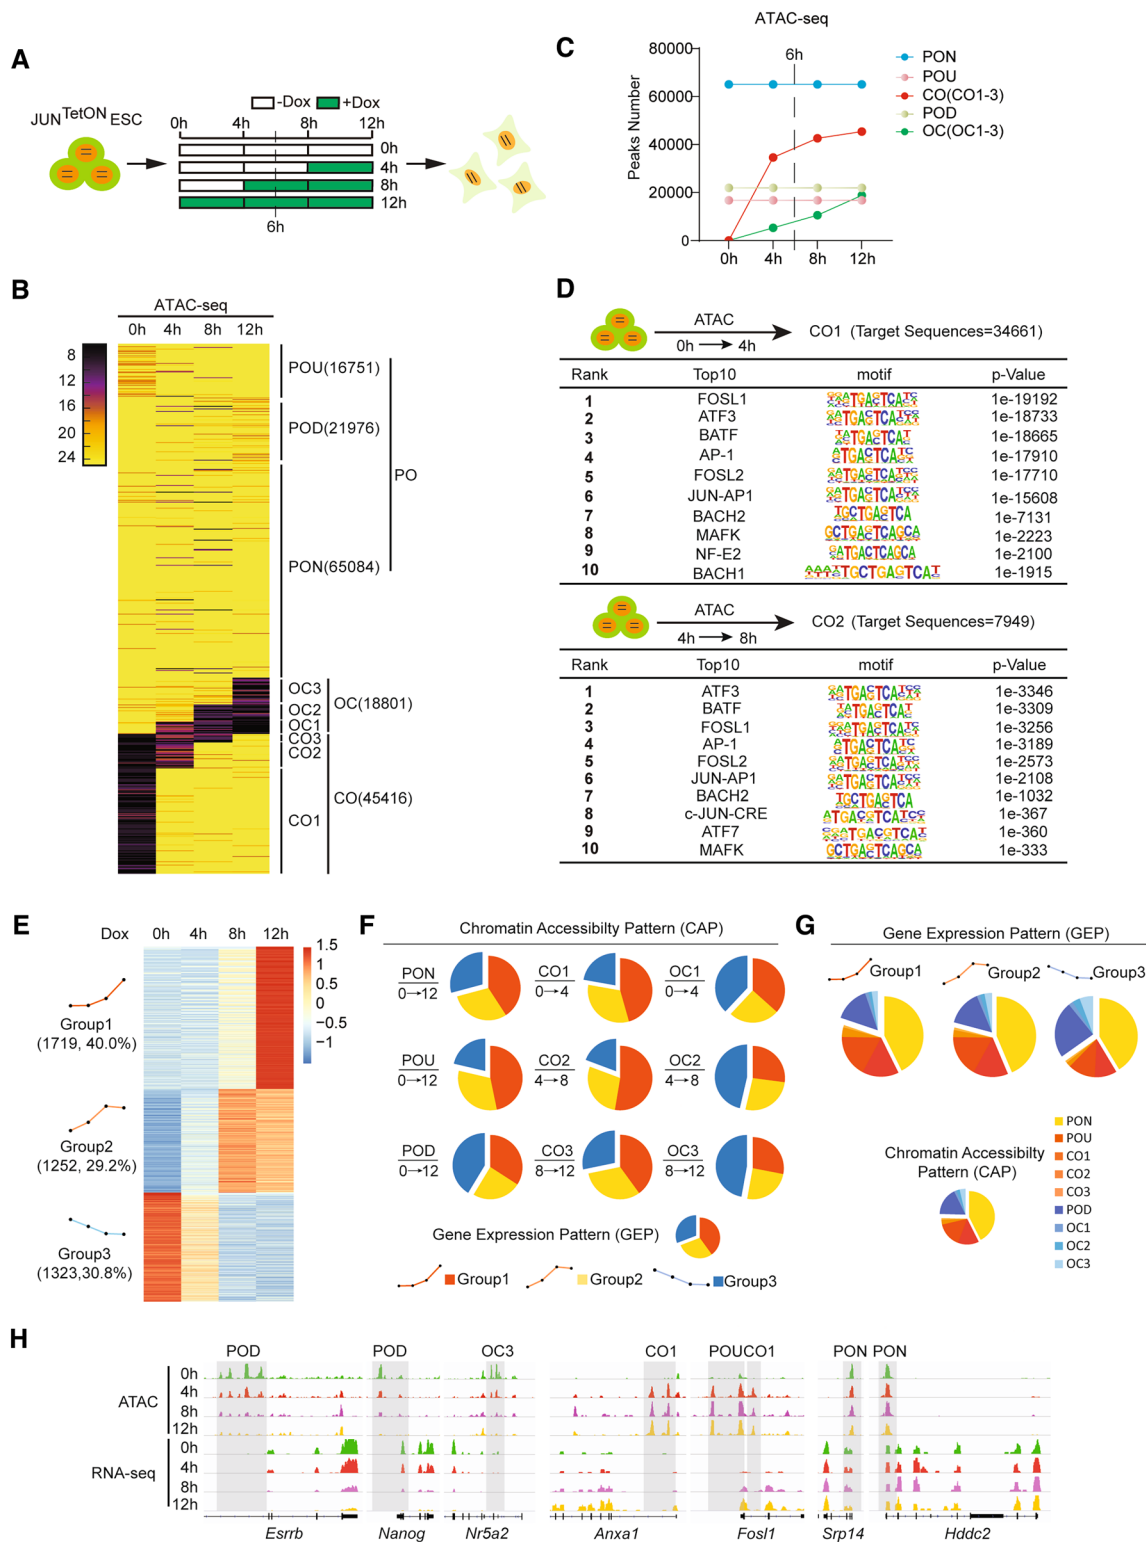 A
JUN TetON ESC
-Dox +Dox
0h 4h 8h 12h
0h
4h
8h
12h
6h
B
ATAC-seq
0h 4h 8h 12h
8
12
16
20
24
POU(16751)
POD(21976)
PO
PON(65084)
OC3
OC2
OC1
OC(18801)
CO3
CO2
CO1
CO(45416)
C
ATAC-seq
6h
Peaks Number
80000
60000
40000
20000
0
0h 4h 8h 12h
PON
POU
CO(CO1-3)
POD
OC(OC1-3)
D
ATAC
0h 4h
CO1 (Target Sequences=34661)
Rank Top10 motif p-Value
1 FOSL1 1e-19192
2 ATF3 1e-18733
3 BATF 1e-18665
4 AP-1 1e-17910
5 FOSL2 1e-17710
6 JUN-AP1 1e-15608
7 BACH2 1e-7131
8 MAFK 1e-2223
9 NF-E2 1e-2100
10 BACH1 1e-1915
ATAC
4h 8h
CO2 (Target Sequences=7949)
Rank Top10 motif p-Value
1 ATF3 1e-3346
2 BATF 1e-3309
3 FOSL1 1e-3256
4 AP-1 1e-3189
5 FOSL2 1e-2573
6 JUN-AP1 1e-2108
7 BACH2 1e-1032
8 c-JUN-CRE 1e-367
9 ATF7 1e-360
10 MAFK 1e-333
E
Dox 0h 4h 8h 12h
1.5
1
0.5
0
−0.5
−1
Group1
(1719, 40.0%)
Group2
(1252, 29.2%)
Group3
(1323,30.8%)
F
Chromatin Accessibilty Pattern (CAP)
PON
0→12
CO1
0→4
OC1
0→4
POU
0→12
CO2
4→8
OC2
4→8
POD
0→12
CO3
8→12
OC3
8→12
Gene Expression Pattern (GEP)
Group1 Group2 Group3
G
Gene Expression Pattern (GEP)
Group1 Group2 Group3
Chromatin Accessibilty
Pattern (CAP)
PON
POU
CO1
CO2
CO3
POD
OC1
OC2
OC3
H
POD POD OC3 CO1 POU CO1 PON PON
ATAC
0h
4h
8h
12h
RNA-seq
0h
4h
8h
12h
Esrrb Nanog Nr5a2 Anxa1 Fosl1 Srp14 Hddc2